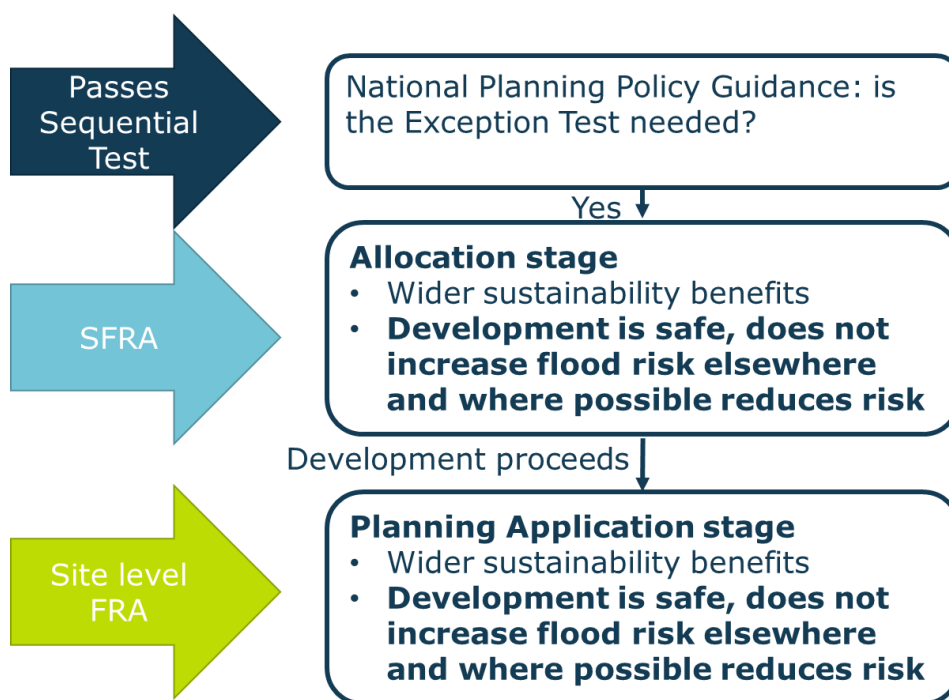 Passes
Sequential
Test
National Planning Policy Guidance: is
the Exception Test needed?
Yes
SFRA
Allocation stage
• Wider sustainability benefits
• Development is safe, does not
increase flood risk elsewhere
and where possible reduces risk
Development proceeds
Site level
FRA
Planning Application stage
• Wider sustainability benefits
• Development is safe, does not
increase flood risk elsewhere
and where possible reduces risk